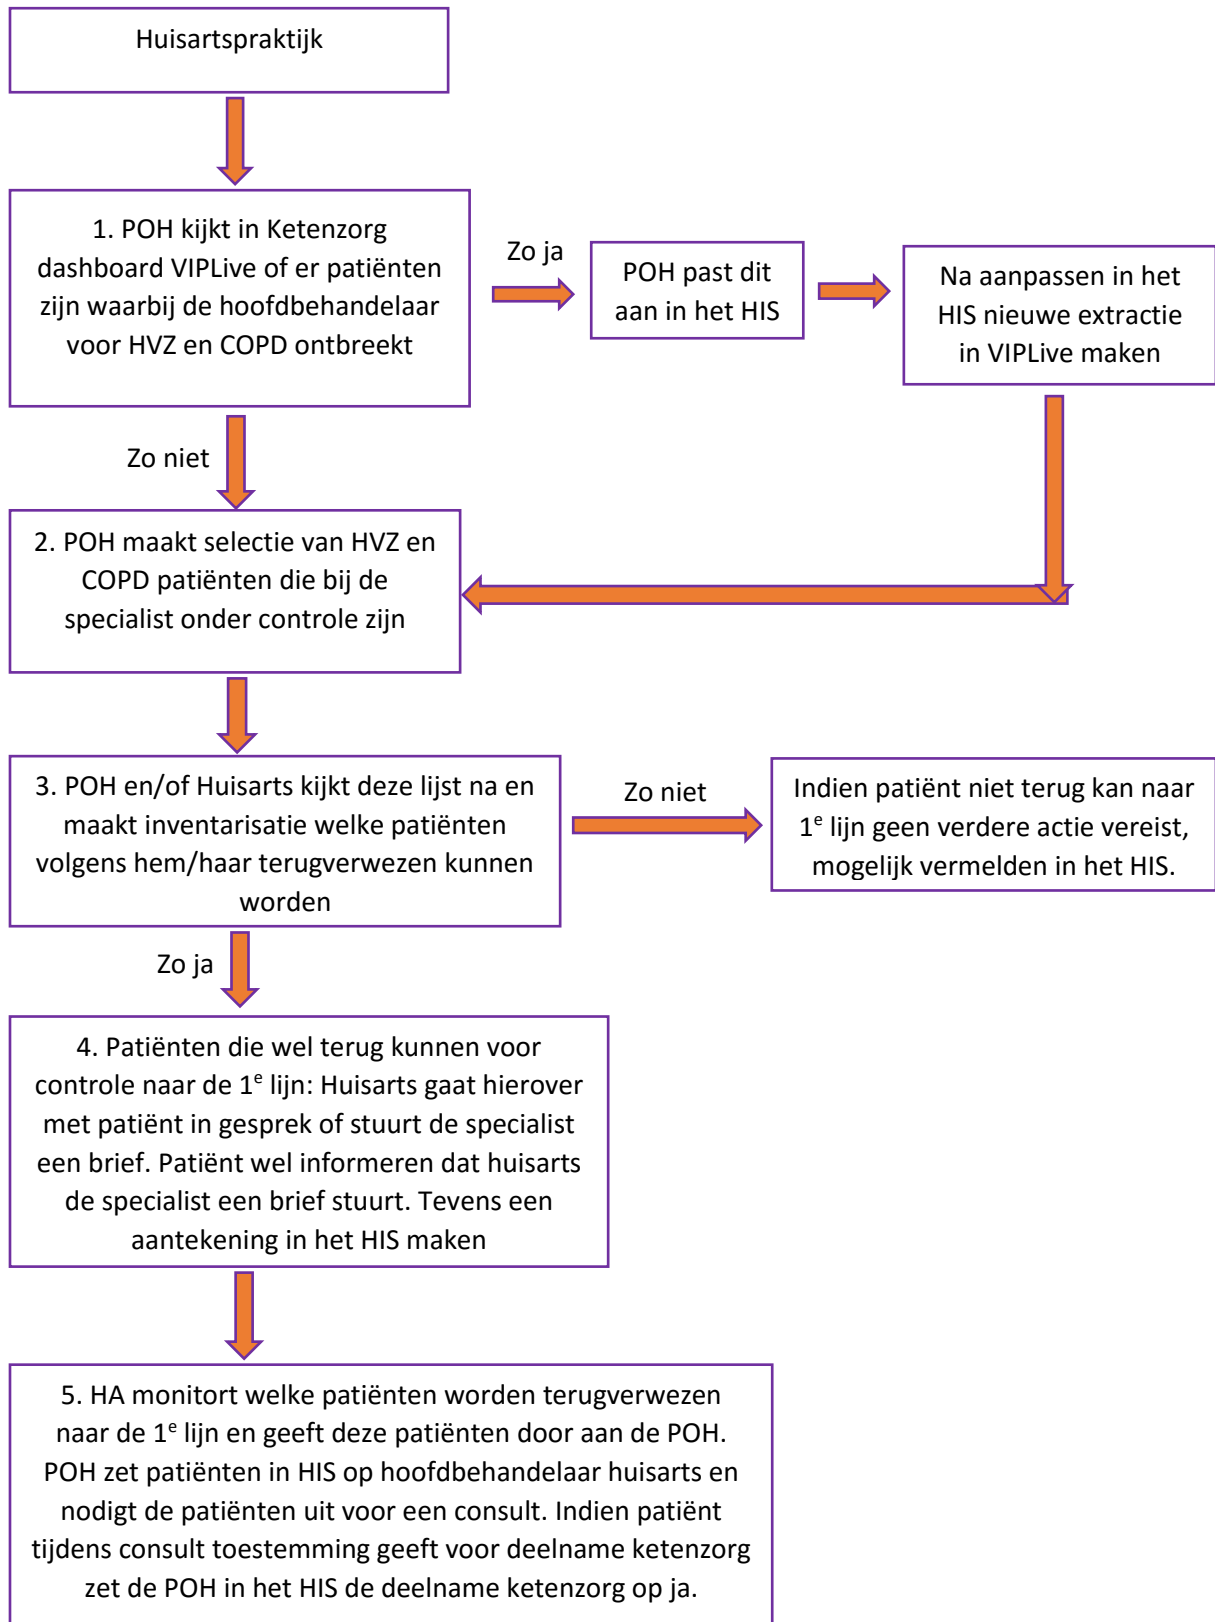 Huisartspraktijk
1. POH kijkt in Ketenzorg
dashboard VIPLive of er patiënten
zijn waarbij de hoofdbehandelaar
voor HVZ en COPD ontbreekt
Zo ja
POH past dit
aan in het HIS
Na aanpassen in het
HIS nieuwe extractie
in VIPLive maken
Zo niet
2. POH maakt selectie van HVZ en
COPD patiënten die bij de
specialist onder controle zijn
3. POH en/of Huisarts kijkt deze lijst na en
maakt inventarisatie welke patiënten
volgens hem/haar terugverwezen kunnen
worden
Zo niet
Indien patiënt niet terug kan naar
1e lijn geen verdere actie vereist,
mogelijk vermelden in het HIS.
Zo ja
4. Patiënten die wel terug kunnen voor
controle naar de 1e lijn: Huisarts gaat hierover
met patiënt in gesprek of stuurt de specialist
een brief. Patiënt wel informeren dat huisarts
de specialist een brief stuurt. Tevens een
aantekening in het HIS maken
5. HA monitort welke patiënten worden terugverwezen
naar de 1e lijn en geeft deze patiënten door aan de POH.
POH zet patiënten in HIS op hoofdbehandelaar huisarts en
nodigt de patiënten uit voor een consult. Indien patiënt
tijdens consult toestemming geeft voor deelname ketenzorg
zet de POH in het HIS de deelname ketenzorg op ja.